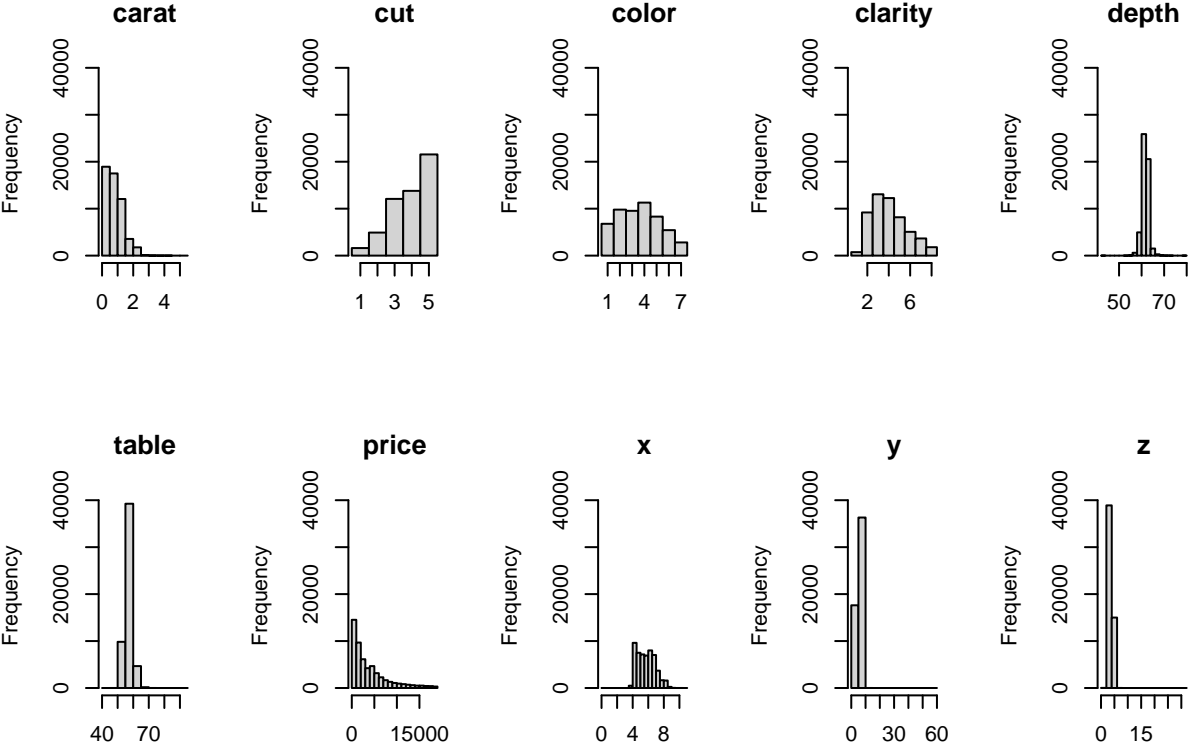 carat
cut
color
clarity
depth
Frequency
0 20000 40000
0 2 4
Frequency
0 20000 40000
1 3 5
Frequency
0 20000 40000
1 4 7
Frequency
0 20000 40000
2 6
Frequency
0 20000 40000
50 70
table
price
x
y
z
Frequency
0 20000 40000
40 70
Frequency
0 20000 40000
0 15000
Frequency
0 20000 40000
0 4 8
Frequency
0 20000 40000
0 30 60
Frequency
0 20000 40000
0 15